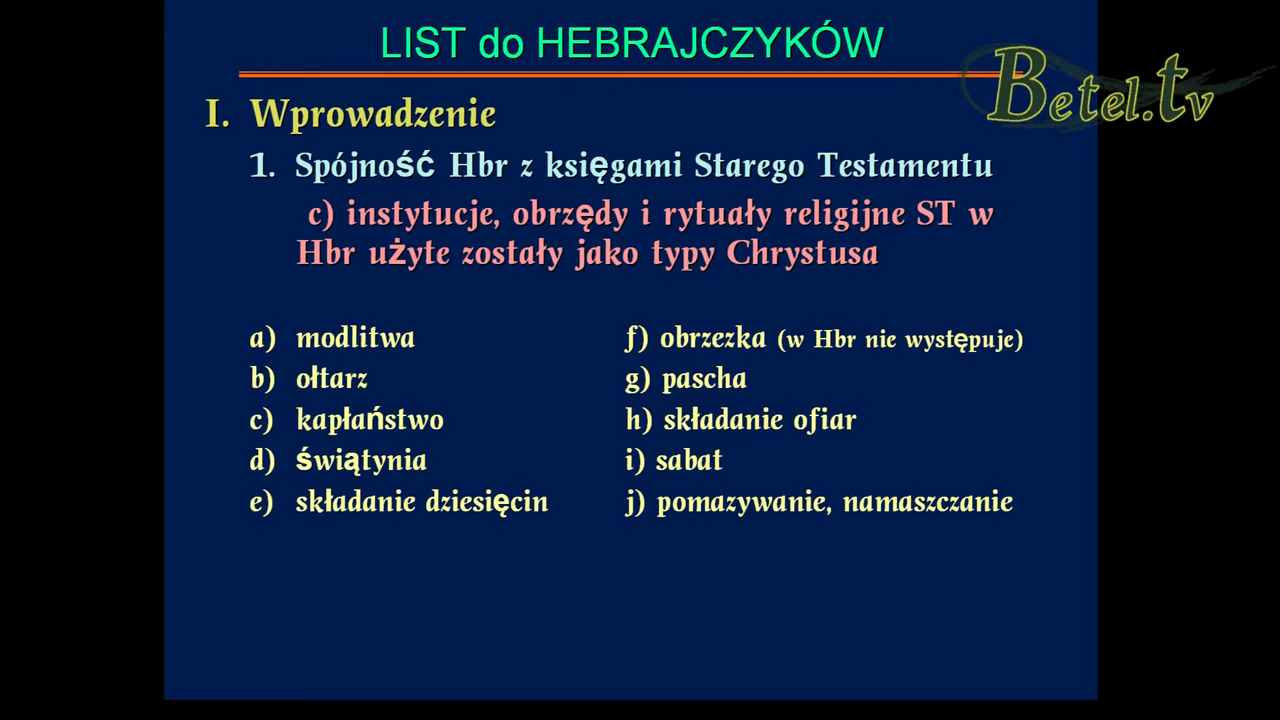 LIST do HEBRAJCZYKÓW
Betel.tv
I. Wprowadzenie
1. Spójność Hbr z księgami Starego Testamentu
c) instytucje, obrzędy i rytuały religijne ST w
Hbr użyte zostały jako typy Chrystusa
a) modlitwa
b) ołtarz
c) kapłaństwo
d) świątynia
e) składanie dziesięcin
f) obrzezka (w Hbr nie występuje)
g) pascha
h) składanie ofiar
i) sabat
j) pomazywanie, namaszczanie